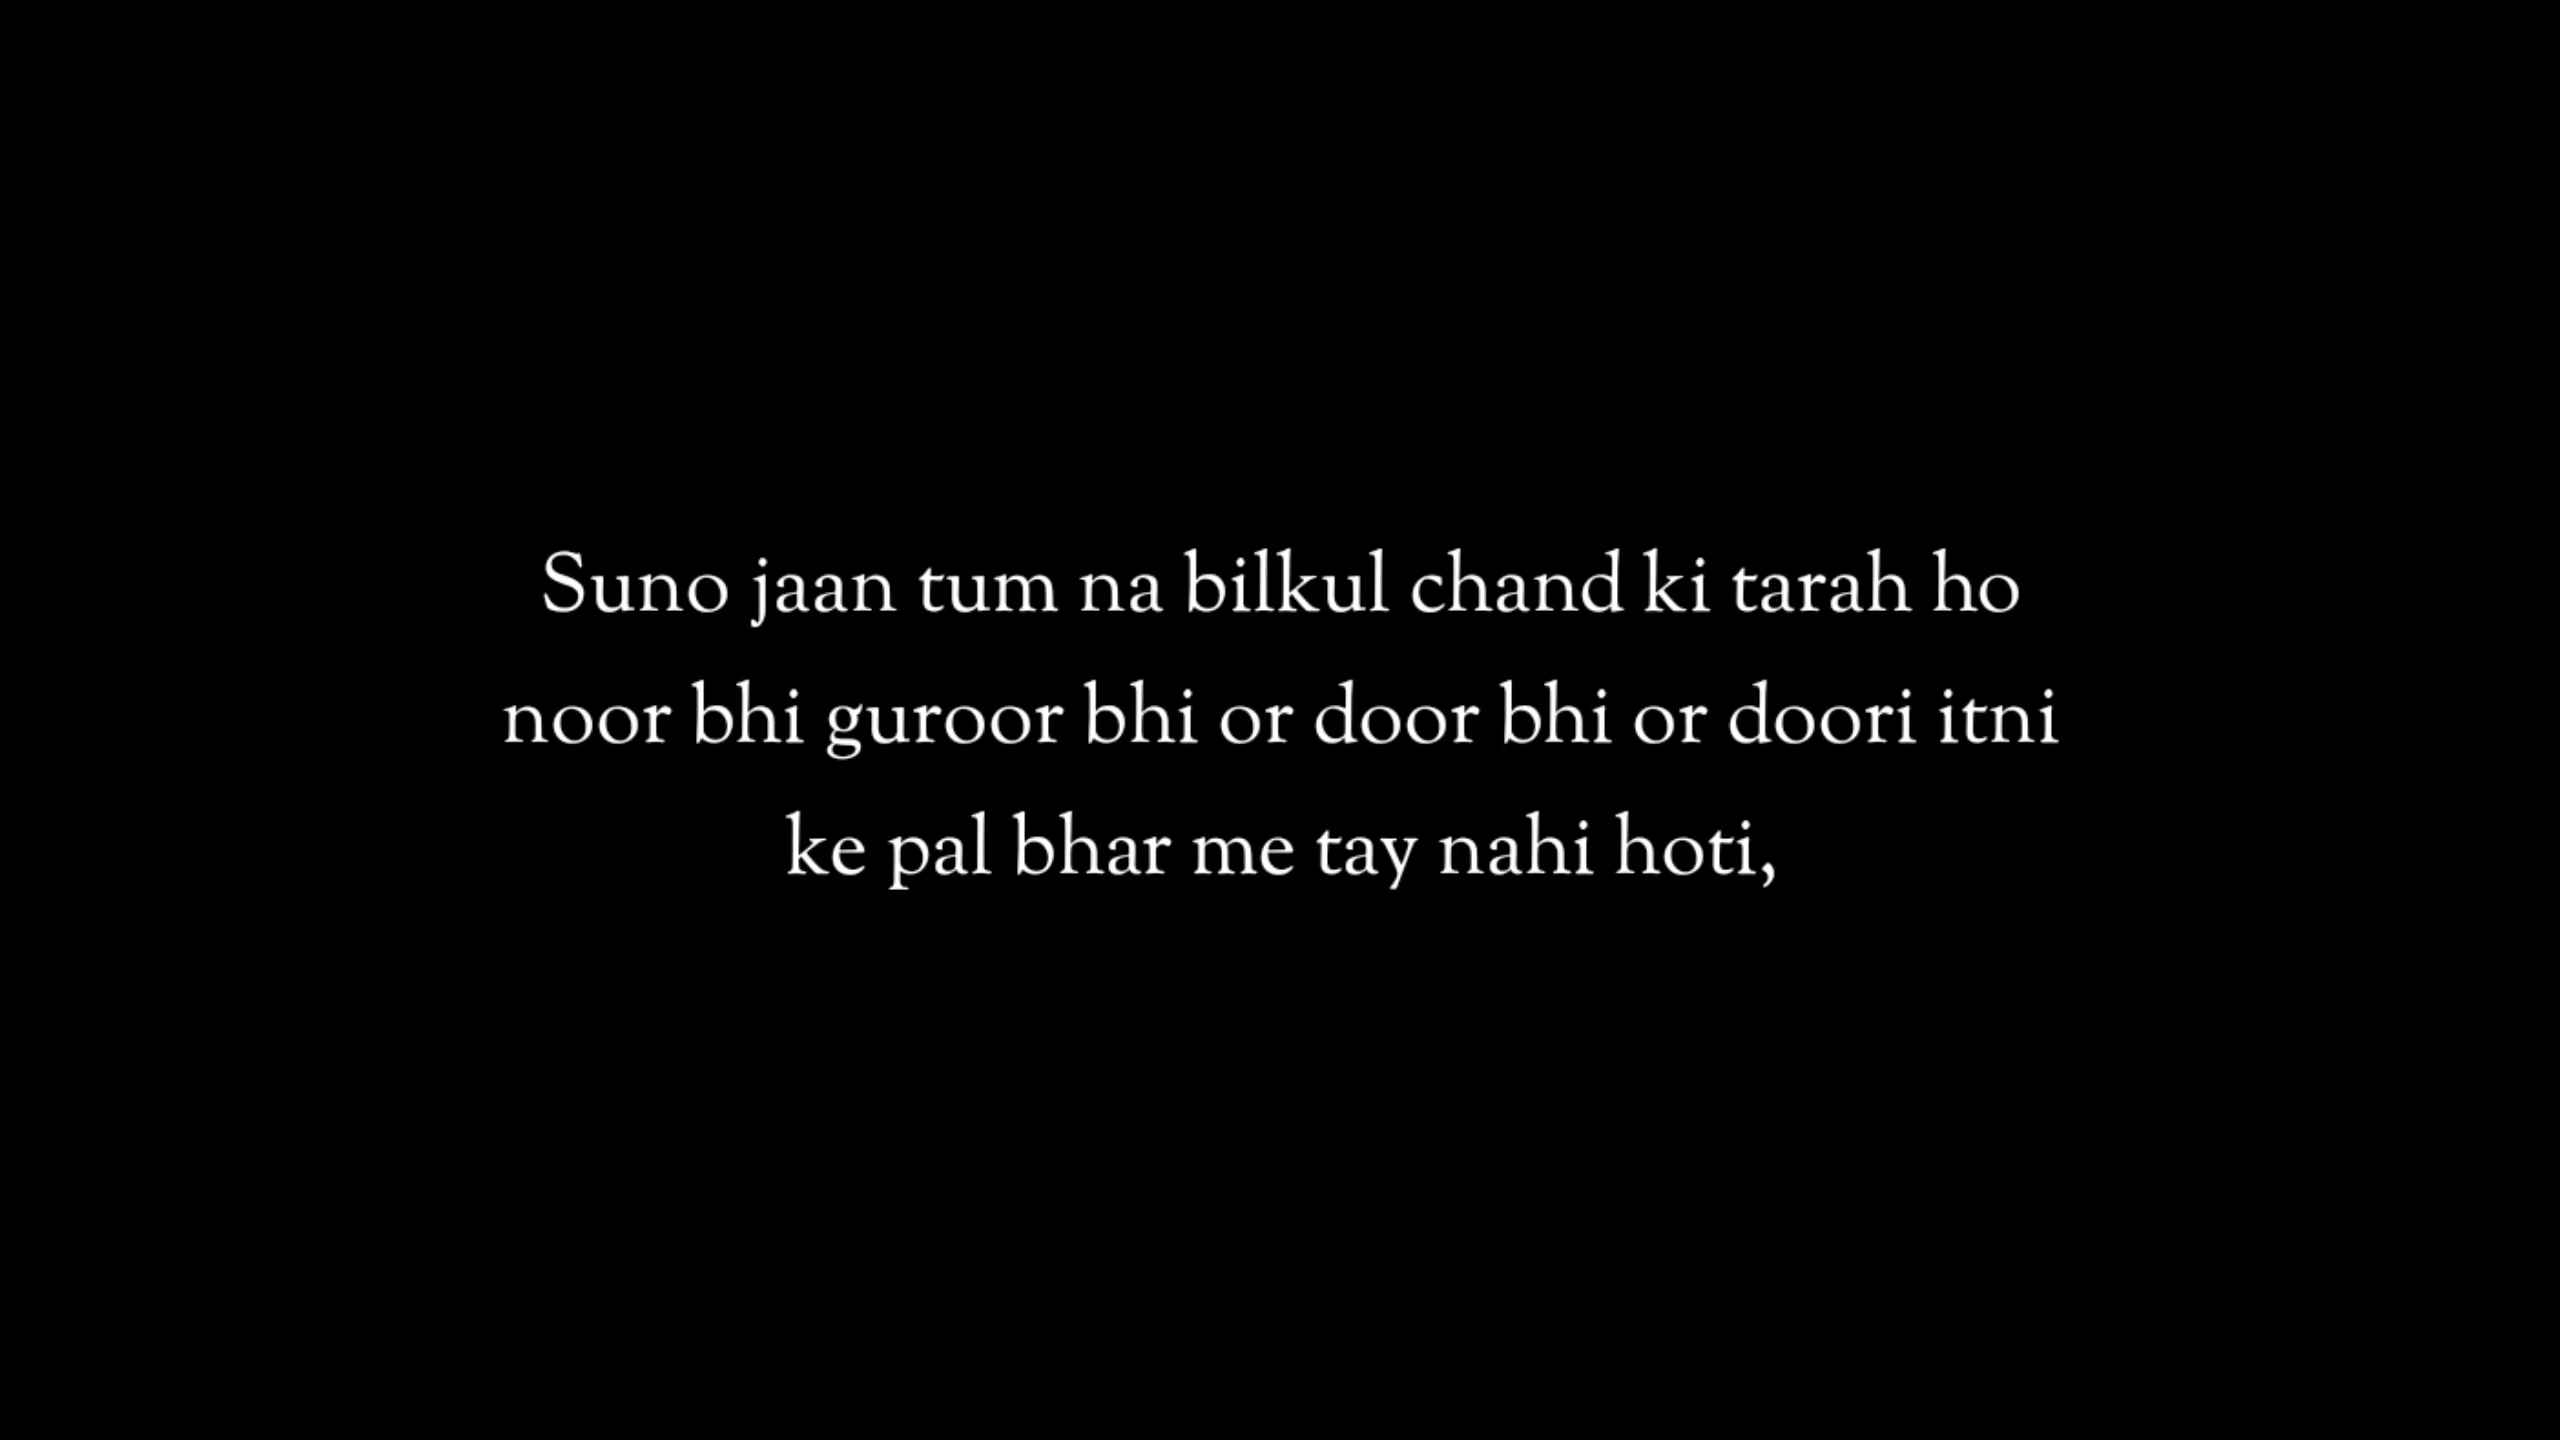 Suno jaan tum na bilkul chand ki tarah ho
noor bhi guroor bhi or door bhi or doori itni
ke pal bhar me tay nahi hoti,